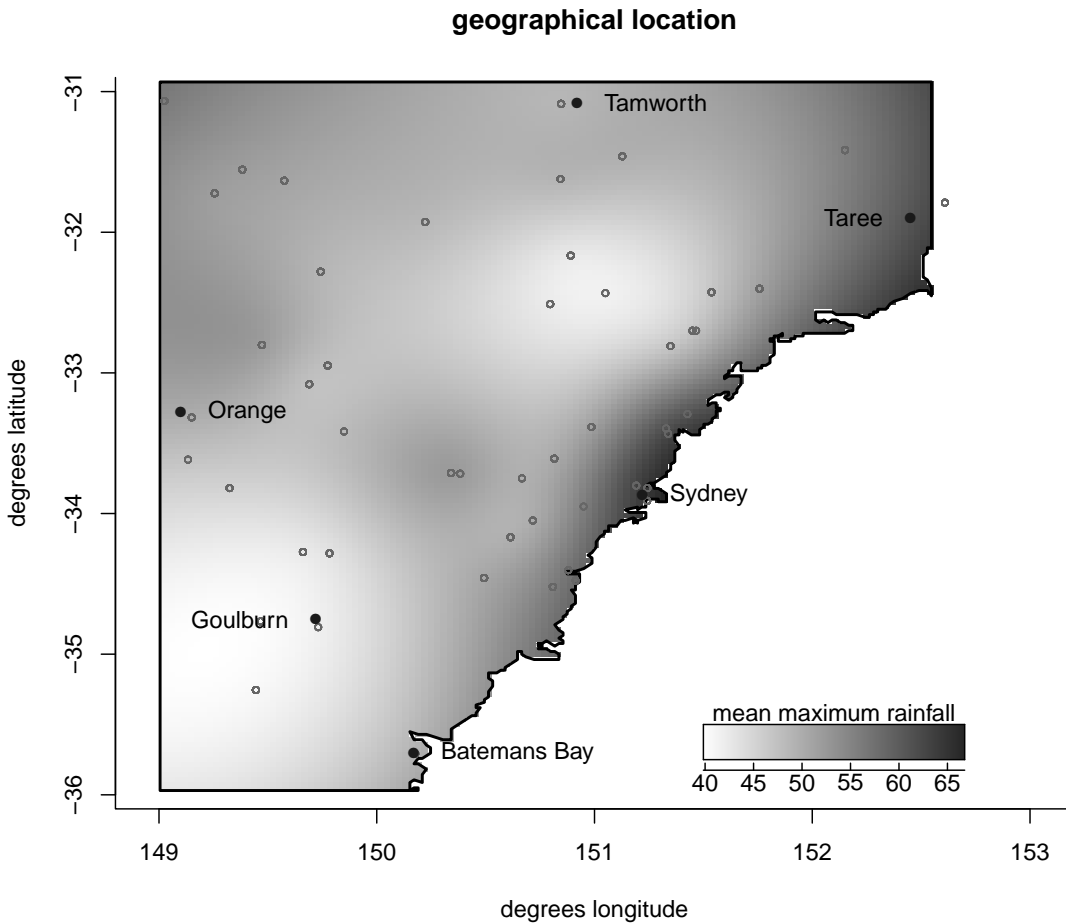 geographical location
degrees latitude
−31
−32
−33
−34
−35
−36
Tamworth
Taree
Orange
Sydney
Goulburn
Batemans Bay
mean maximum rainfall
40 45 50 55 60 65
149 150 151 152 153
degrees longitude